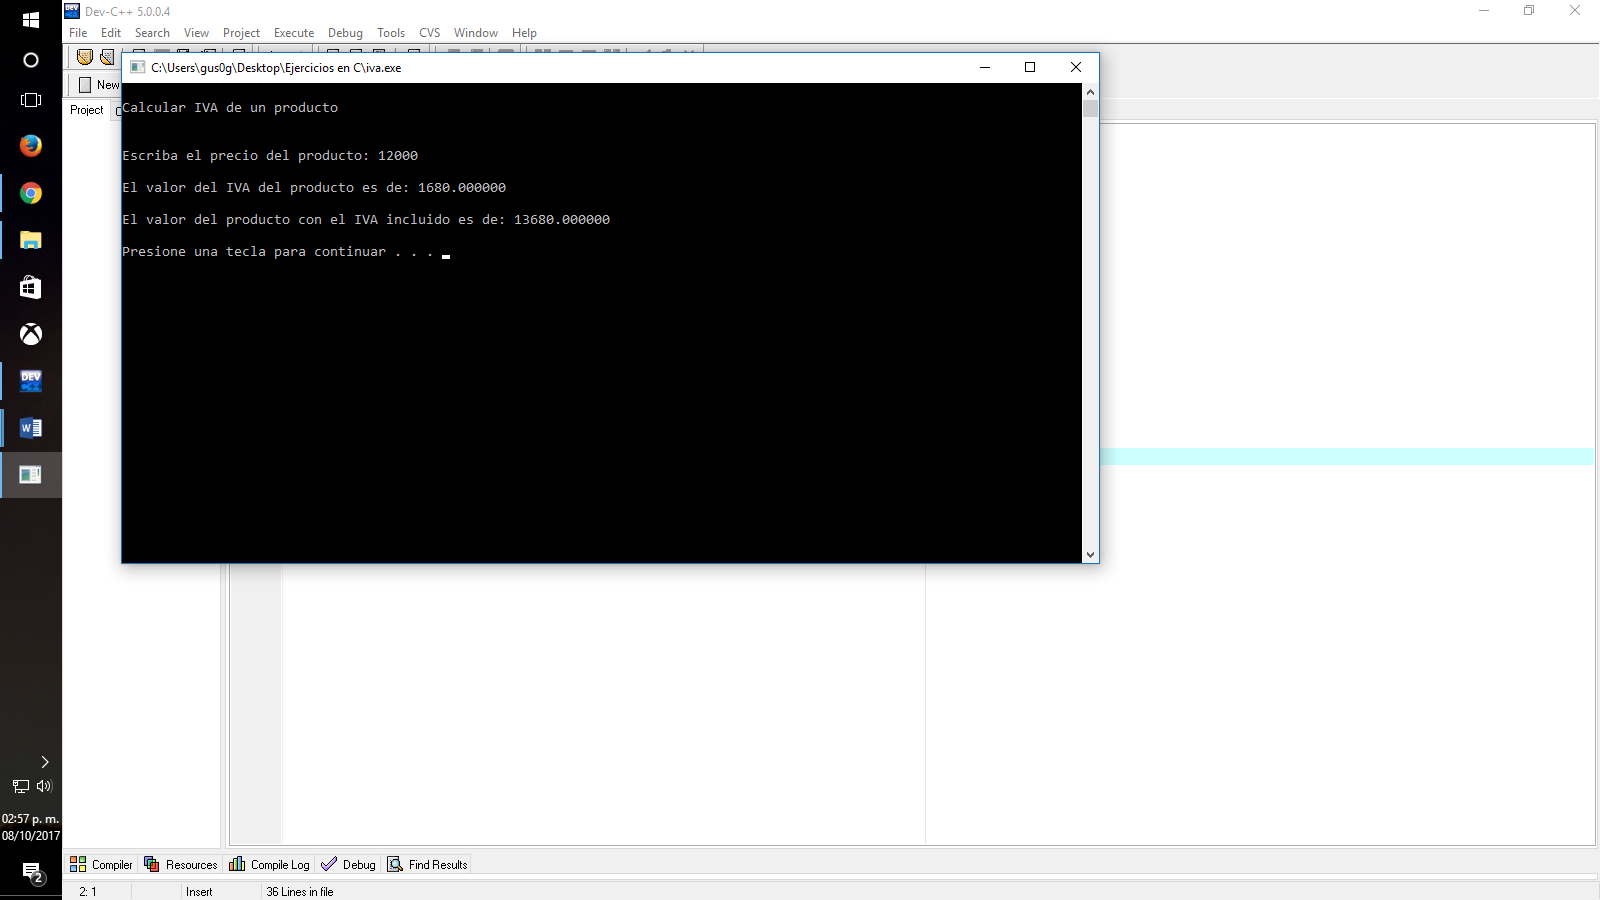 Dev-C++ 5.0.0.4
File Edit Search View Project Execute Debug Tools CVS Window Help
C:\Users\gus0g\Desktop\Ejercicios en C\iva.exe
New
Project
Calcular IVA de un producto
Escriba el precio del producto: 12000
El valor del IVA del producto es de: 1680.000000
El valor del producto con el IVA incluido es de: 13680.000000
Presione una tecla para continuar . . .
DEV
W
02:57 p. m.
08/10/2017
2
Compiler Resources Compile Log Debug Find Results
2: 1 Insert 36 Lines in file